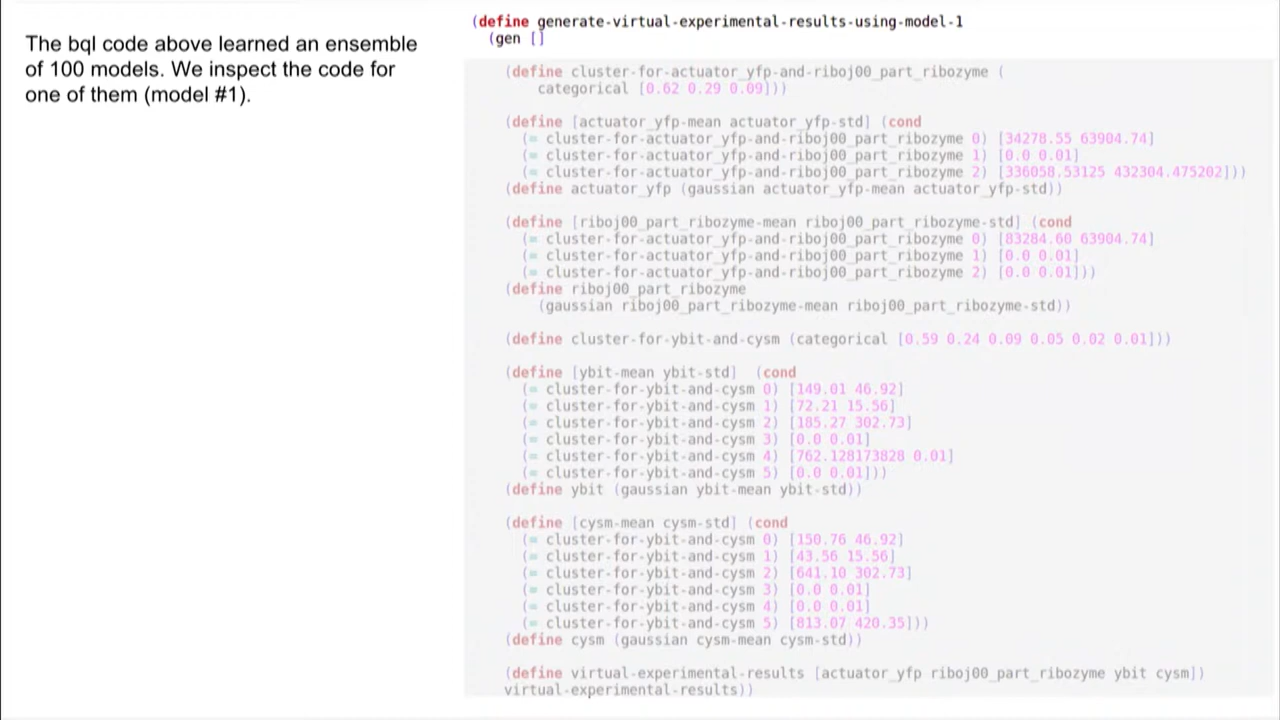 The bql code above learned an ensemble
of 100 models. We inspect the code for
one of them (model #1).
(define generate-virtual-experimental-results-using-model-1
(gen []
(define cluster-for-actuator_yfp-and-riboj00_part_ribozyme (
categorical [0.62 0.29 0.09]))
(define [actuator_yfp-mean actuator_yfp-std] (cond
(= cluster-for-actuator_yfp-and-riboj00_part_ribozyme 0) [34278.55 63904.74]
(= cluster-for-actuator_yfp-and-riboj00_part_ribozyme 1) [0.0 0.01]
(= cluster-for-actuator_yfp-and-riboj00_part_ribozyme 2) [336058.53125 432304.475202]))
(define actuator_yfp (gaussian actuator_yfp-mean actuator_yfp-std))
(define [riboj00_part_ribozyme-mean riboj00_part_ribozyme-std] (cond
(= cluster-for-actuator_yfp-and-riboj00_part_ribozyme 0) [83284.60 63904.74]
(= cluster-for-actuator_yfp-and-riboj00_part_ribozyme 1) [0.0 0.01]
(= cluster-for-actuator_yfp-and-riboj00_part_ribozyme 2) [0.0 0.01]))
(define riboj00_part_ribozyme
(gaussian riboj00_part_ribozyme-mean riboj00_part_ribozyme-std))
(define cluster-for-ybit-and-cysm (categorical [0.59 0.24 0.09 0.05 0.02 0.01]))
(define [ybit-mean ybit-std] (cond
(= cluster-for-ybit-and-cysm 0) [149.01 46.92]
(= cluster-for-ybit-and-cysm 1) [72.21 15.56]
(= cluster-for-ybit-and-cysm 2) [185.27 302.73]
(= cluster-for-ybit-and-cysm 3) [0.0 0.01]
(= cluster-for-ybit-and-cysm 4) [762.128173828 0.01]
(= cluster-for-ybit-and-cysm 5) [0.0 0.01]))
(define ybit (gaussian ybit-mean ybit-std))
(define [cysm-mean cysm-std] (cond
(= cluster-for-ybit-and-cysm 0) [150.76 46.92]
(= cluster-for-ybit-and-cysm 1) [43.56 15.56]
(= cluster-for-ybit-and-cysm 2) [641.10 302.73]
(= cluster-for-ybit-and-cysm 3) [0.0 0.01]
(= cluster-for-ybit-and-cysm 4) [0.0 0.01]
(= cluster-for-ybit-and-cysm 5) [813.07 420.35]))
(define cysm (gaussian cysm-mean cysm-std))
(define virtual-experimental-results [actuator_yfp riboj00_part_ribozyme ybit cysm])
virtual-experimental-results))